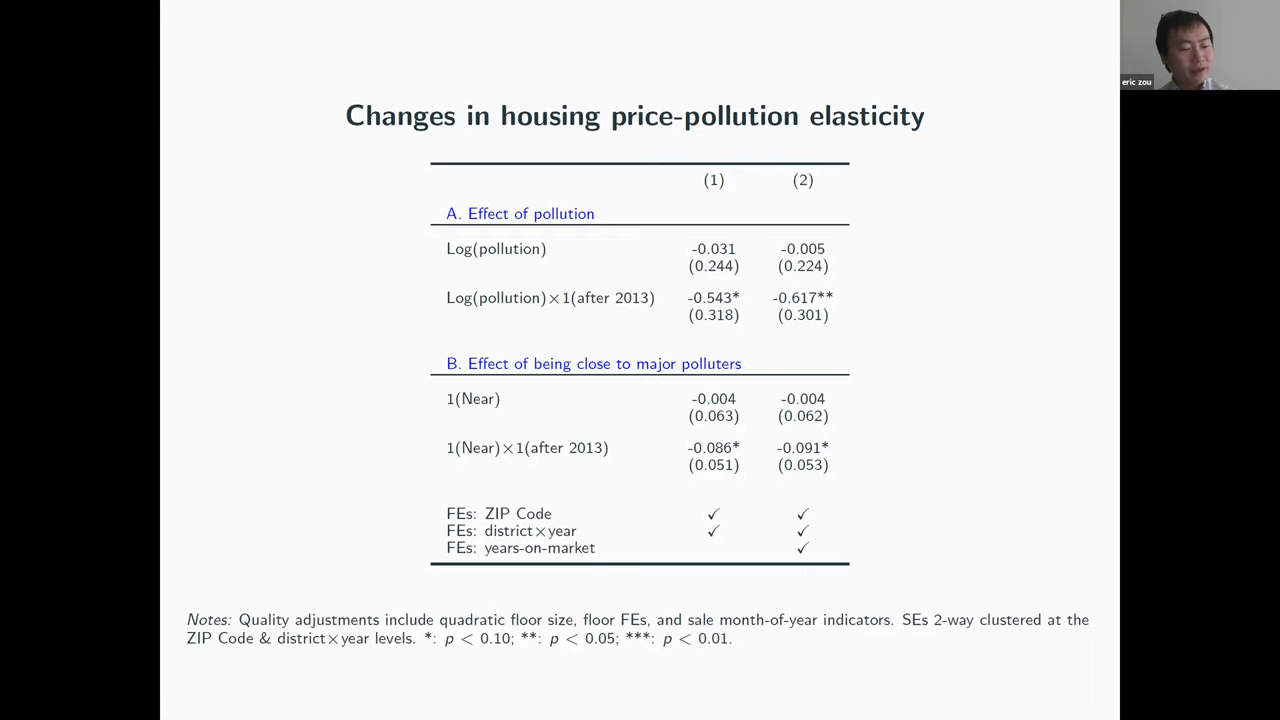 eric zou
Changes in housing price-pollution elasticity
(1) (2)
A. Effect of pollution
Log(pollution) -0.031 -0.005
(0.244) (0.224)
Log(pollution)×1(after 2013) -0.543* -0.617**
(0.318) (0.301)
B. Effect of being close to major polluters
1(Near) -0.004 -0.004
(0.063) (0.062)
1(Near)×1(after 2013) -0.086* -0.091*
(0.051) (0.053)
FEs: ZIP Code ✓ ✓
FEs: district×year ✓ ✓
FEs: years-on-market ✓
Notes: Quality adjustments include quadratic floor size, floor FEs, and sale month-of-year indicators. SEs 2-way clustered at the
ZIP Code & district×year levels. *: p < 0.10; **: p < 0.05; ***: p < 0.01.